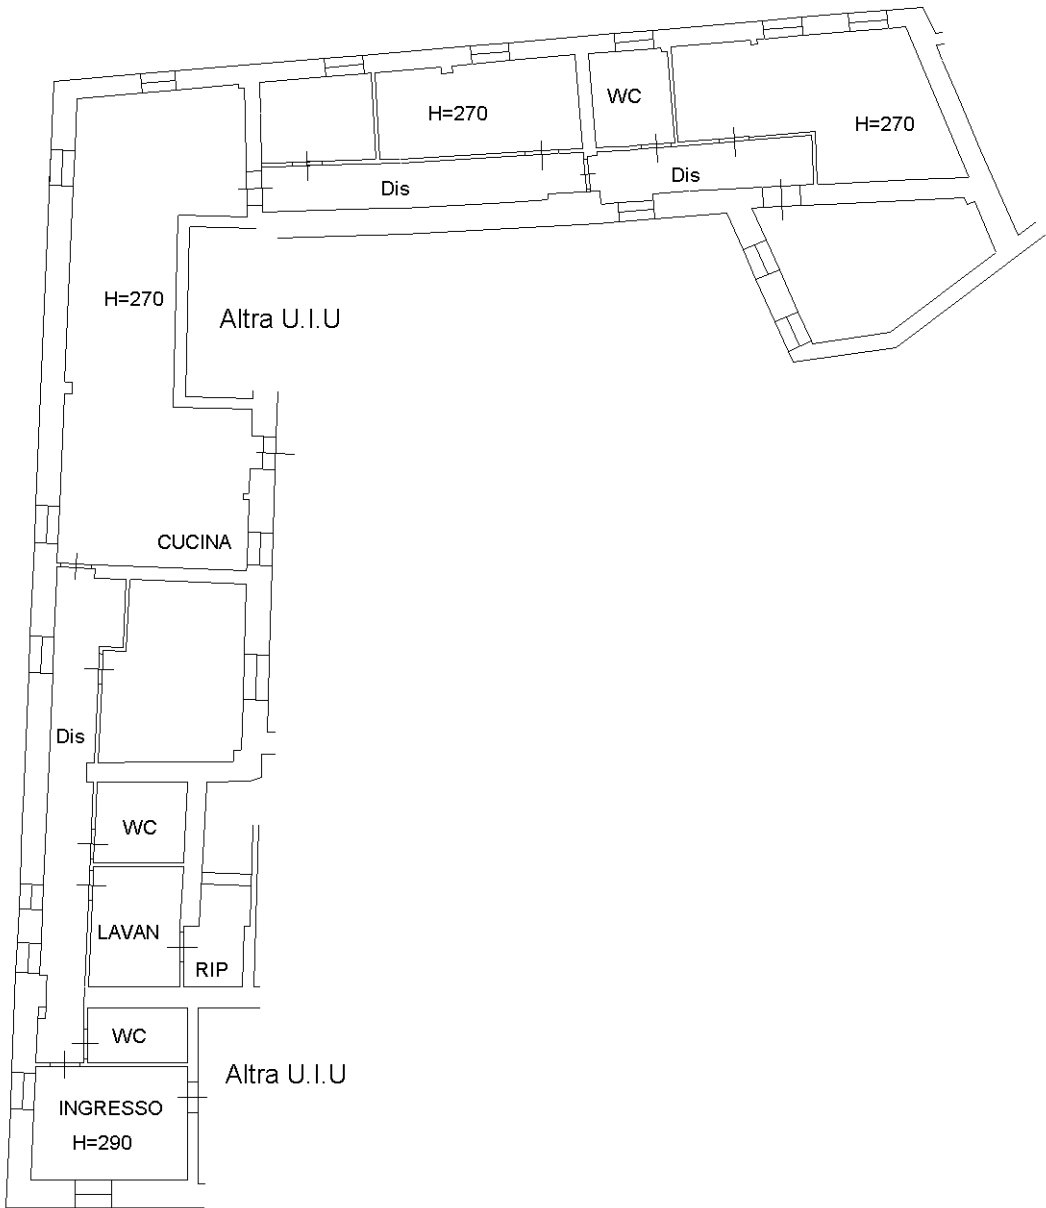 WC
H=270
H=270
Dis
Dis
H=270
Altra U.I.U
CUCINA
Dis
WC
LAVAN
RIP
WC
Altra U.I.U
INGRESSO
H=290